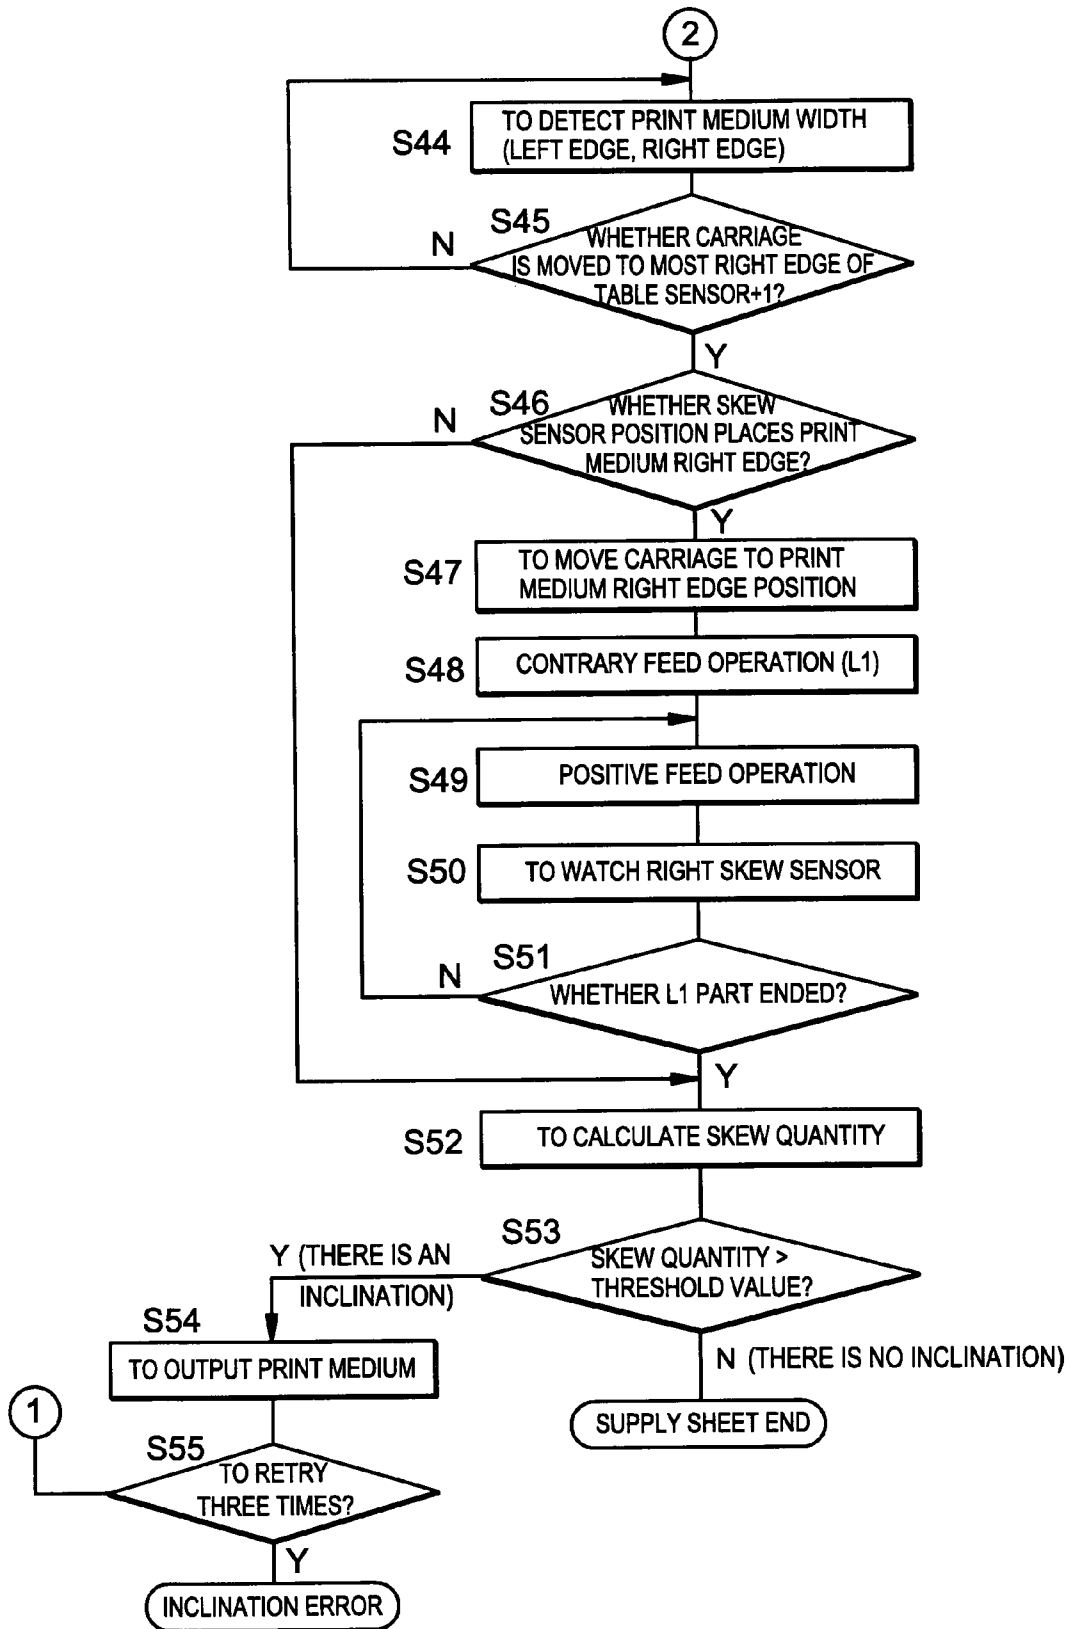 2
S44
TO DETECT PRINT MEDIUM WIDTH
(LEFT EDGE, RIGHT EDGE)
S45
N
WHETHER CARRIAGE
IS MOVED TO MOST RIGHT EDGE OF
TABLE SENSOR+1?
Y
S46
N
WHETHER SKEW
SENSOR POSITION PLACES PRINT
MEDIUM RIGHT EDGE?
Y
S47
TO MOVE CARRIAGE TO PRINT
MEDIUM RIGHT EDGE POSITION
S48
CONTRARY FEED OPERATION (L1)
S49
POSITIVE FEED OPERATION
S50
TO WATCH RIGHT SKEW SENSOR
S51
N
WHETHER L1 PART ENDED?
Y
S52
TO CALCULATE SKEW QUANTITY
S53
SKEW QUANTITY >
THRESHOLD VALUE?
Y (THERE IS AN
INCLINATION)
N (THERE IS NO INCLINATION)
SUPPLY SHEET END
S54
TO OUTPUT PRINT MEDIUM
1
S55
TO RETRY
THREE TIMES?
Y
INCLINATION ERROR